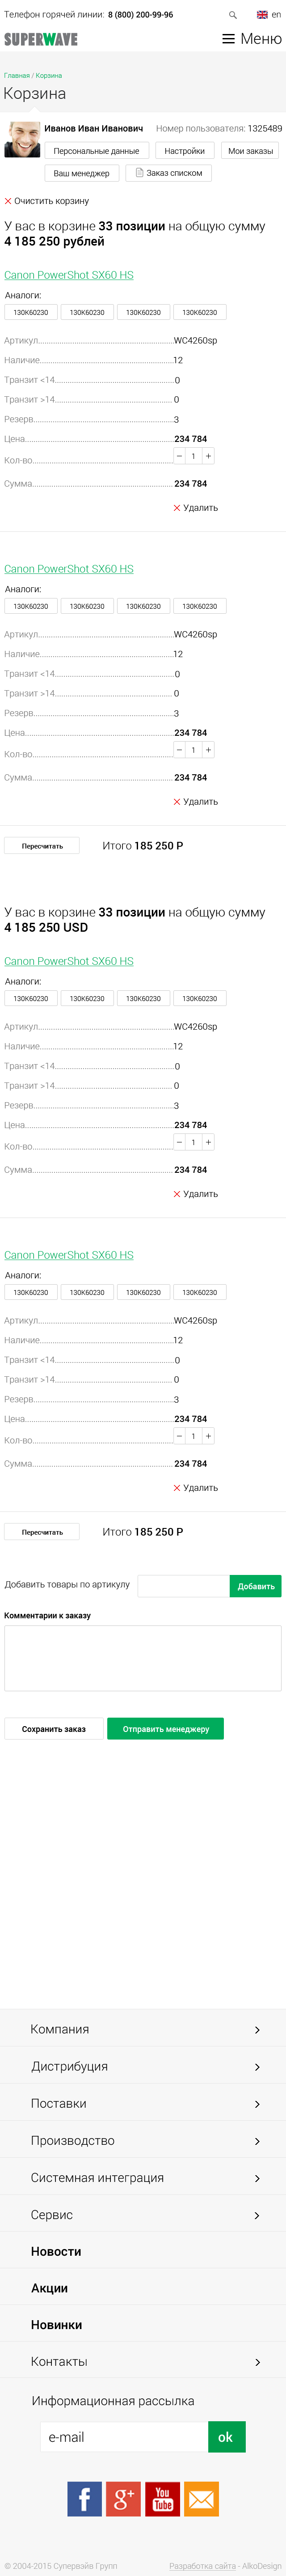 Телефон горячей линии: 8 (800) 200-99-96 en
SUPERWAVE Меню
Главная / Корзина
Корзина
Иванов Иван Иванович Номер пользователя: 1325489
Персональные данные Настройки Мои заказы
Ваш менеджер Заказ списком
Очистить корзину
У вас в корзине 33 позиции на общую сумму
4 185 250 рублей
Canon PowerShot SX60 HS
Аналоги:
130K60230 130K60230 130K60230 130K60230
Артикул WC4260sp
Наличие 12
Транзит <14 0
Транзит >14 0
Резерв 3
Цена 234 784
Кол-во − 1 +
Сумма 234 784
Удалить
Canon PowerShot SX60 HS
Аналоги:
130K60230 130K60230 130K60230 130K60230
Артикул WC4260sp
Наличие 12
Транзит <14 0
Транзит >14 0
Резерв 3
Цена 234 784
Кол-во − 1 +
Сумма 234 784
Удалить
Пересчитать Итого 185 250 Р
У вас в корзине 33 позиции на общую сумму
4 185 250 USD
Canon PowerShot SX60 HS
Аналоги:
130K60230 130K60230 130K60230 130K60230
Артикул WC4260sp
Наличие 12
Транзит <14 0
Транзит >14 0
Резерв 3
Цена 234 784
Кол-во − 1 +
Сумма 234 784
Удалить
Canon PowerShot SX60 HS
Аналоги:
130K60230 130K60230 130K60230 130K60230
Артикул WC4260sp
Наличие 12
Транзит <14 0
Транзит >14 0
Резерв 3
Цена 234 784
Кол-во − 1 +
Сумма 234 784
Удалить
Пересчитать Итого 185 250 Р
Добавить товары по артикулу Добавить
Комментарии к заказу
Сохранить заказ Отправить менеджеру
Компания
Дистрибуция
Поставки
Производство
Системная интеграция
Сервис
Новости
Акции
Новинки
Контакты
Информационная рассылка
e-mail ok
f g+ You Tube
© 2004-2015 Супервэйв Групп Разработка сайта - AlkoDesign